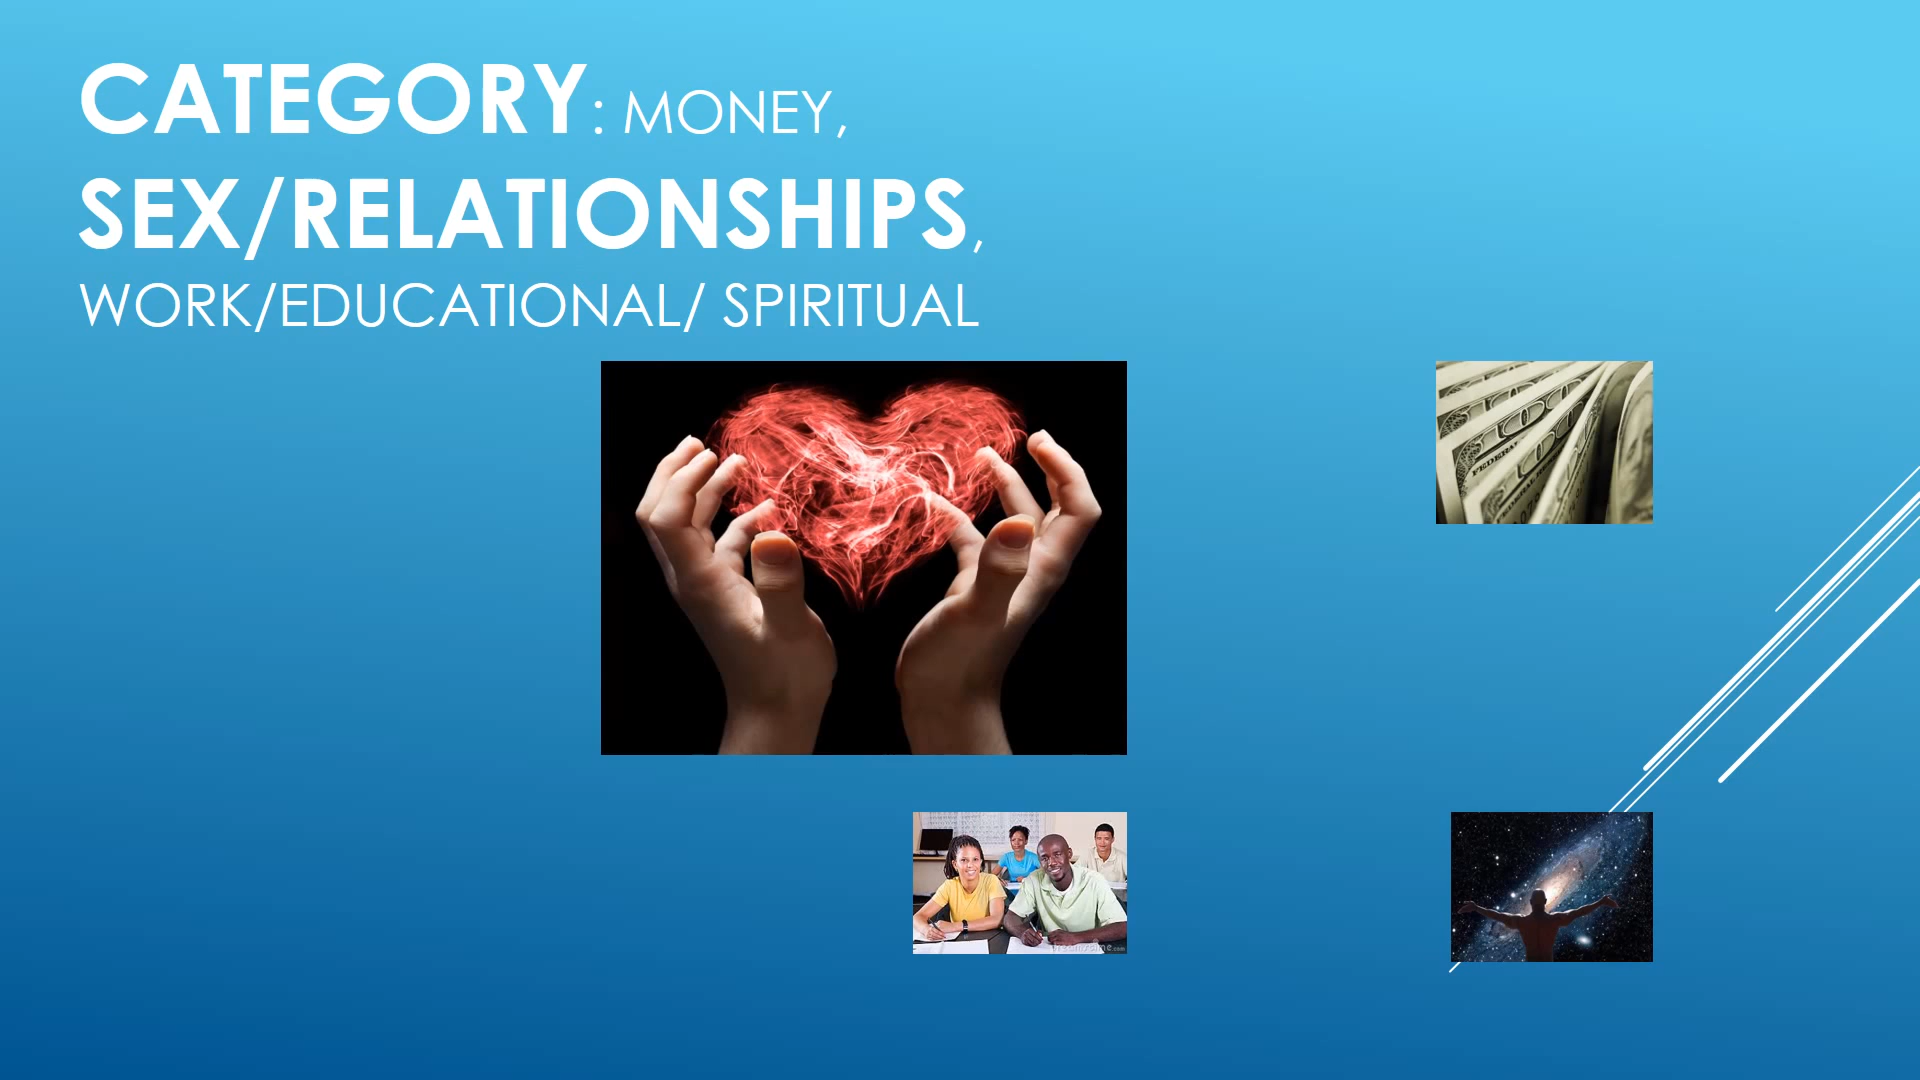 CATEGORY: MONEY,
SEX/RELATIONSHIPS,
WORK/EDUCATIONAL/ SPIRITUAL